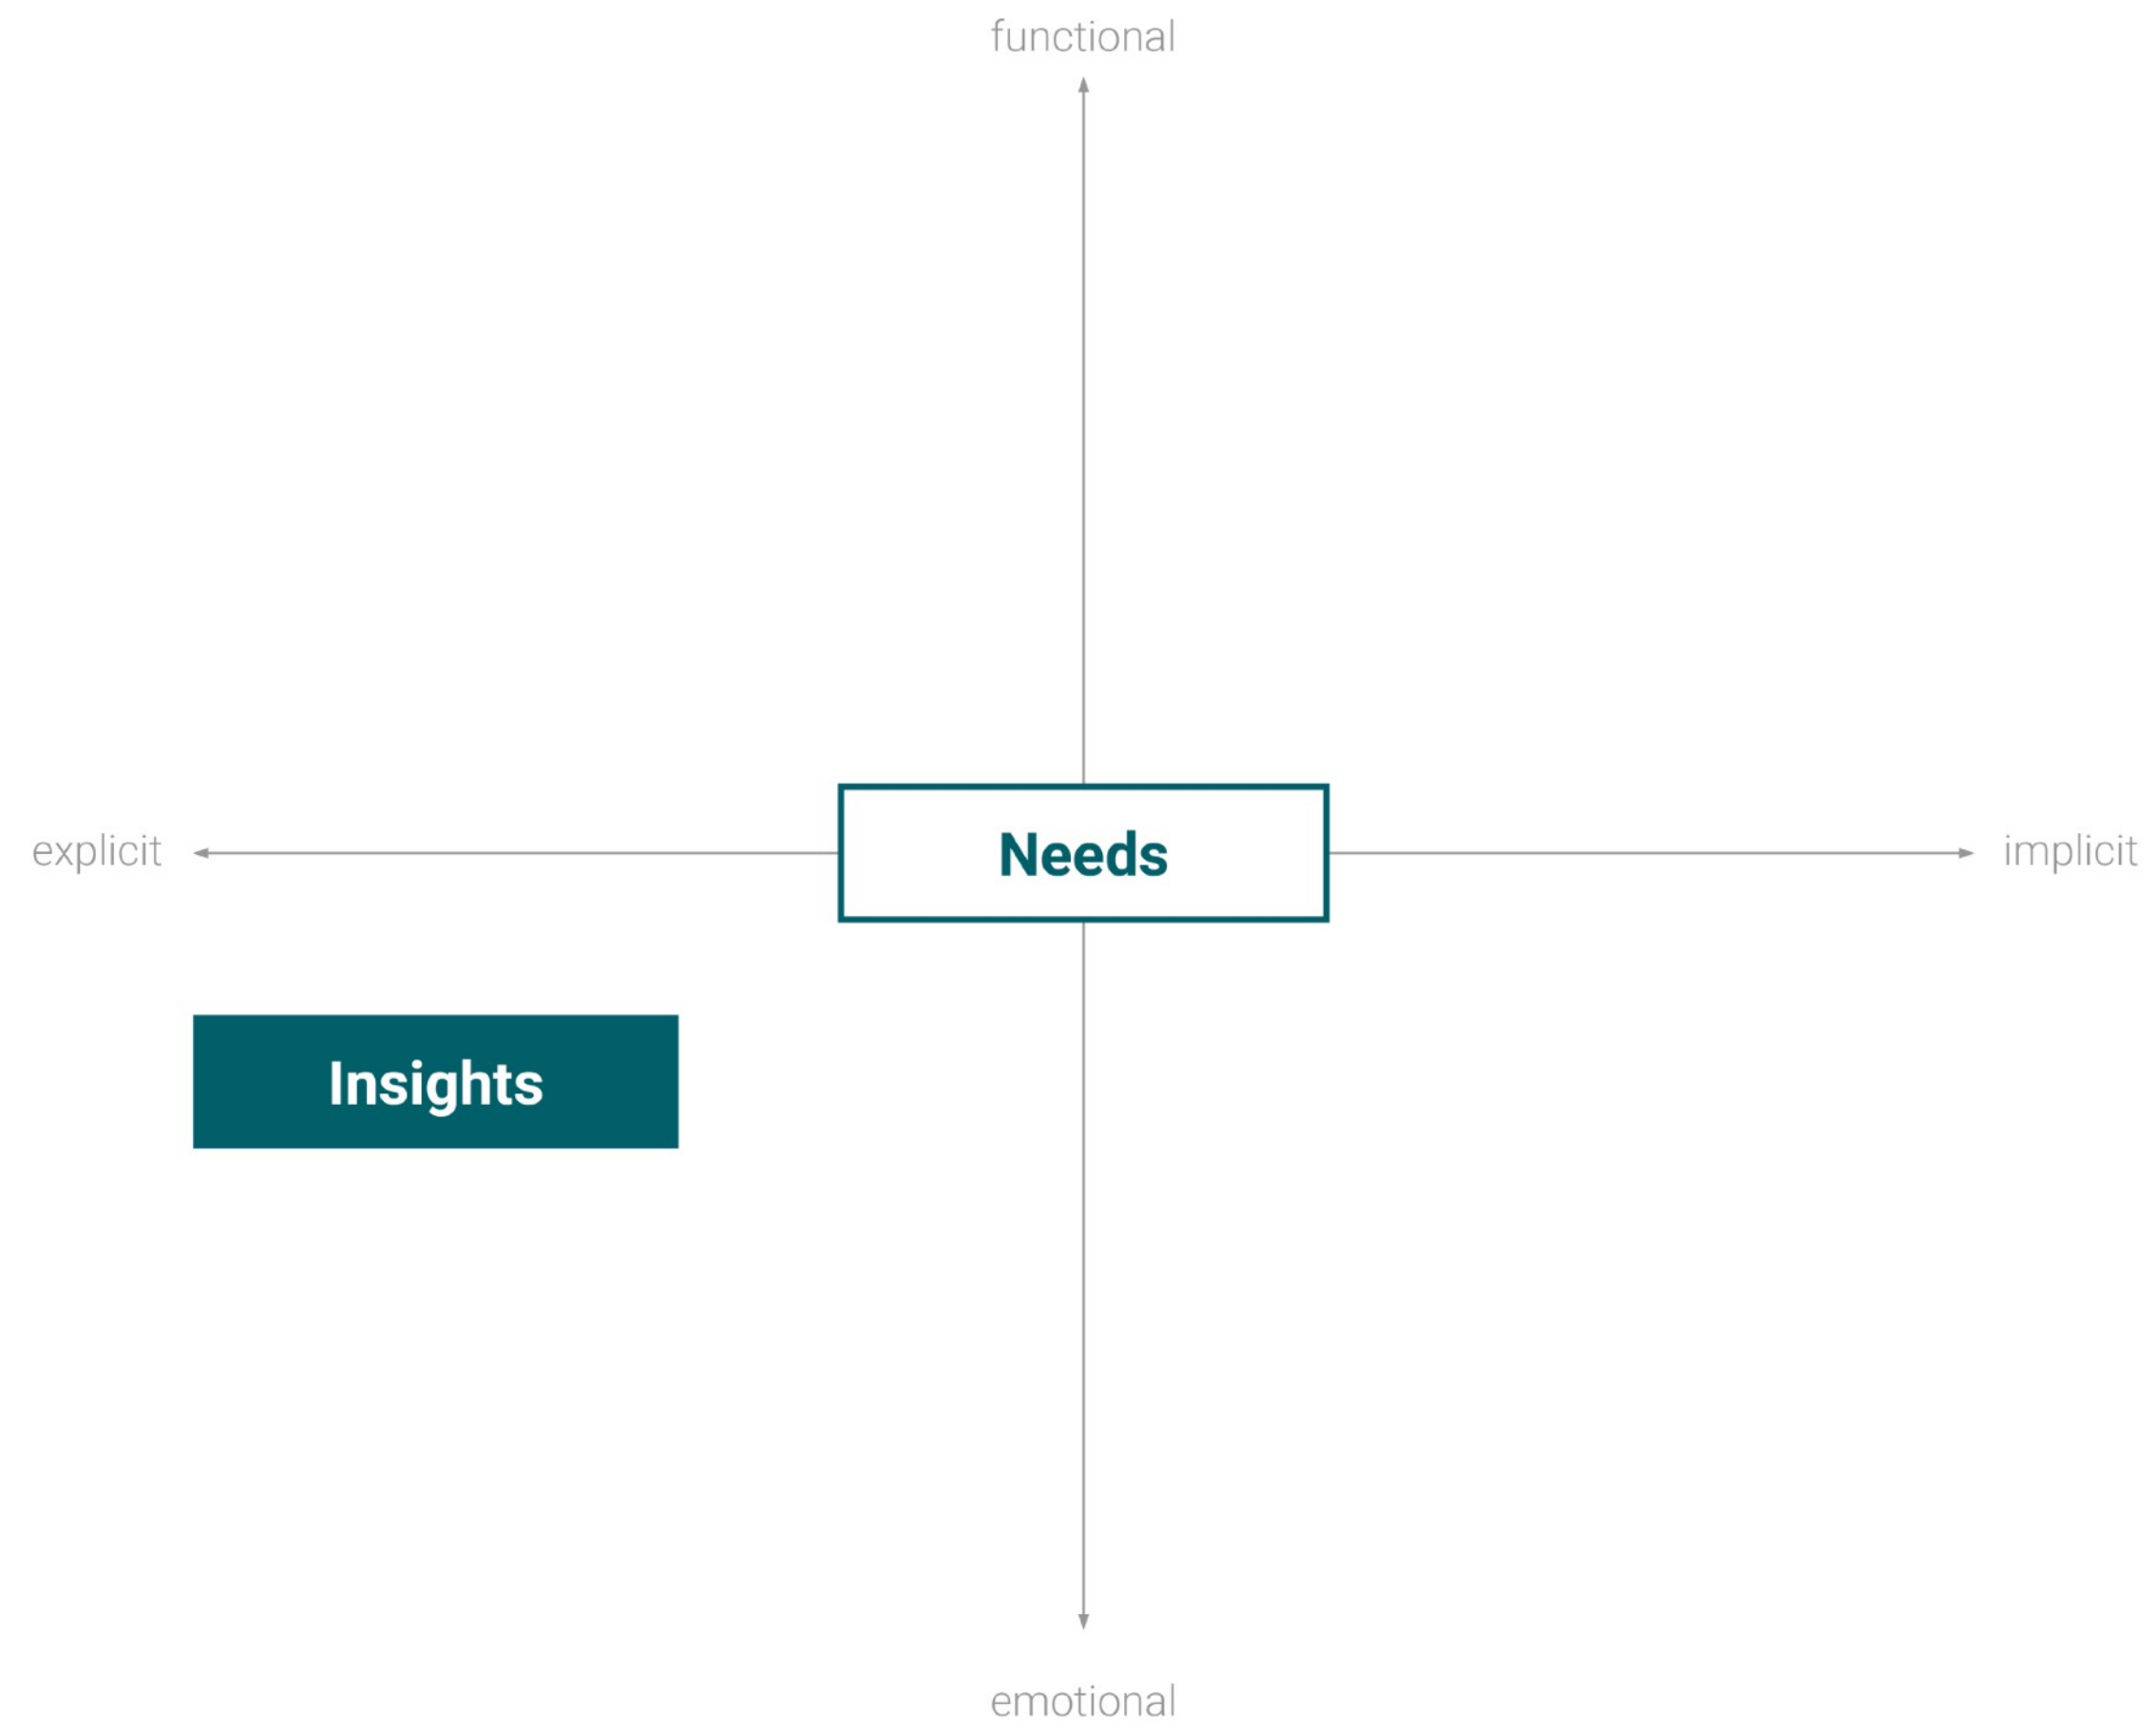 functional
explicit
Needs
implicit
Insights
emotional